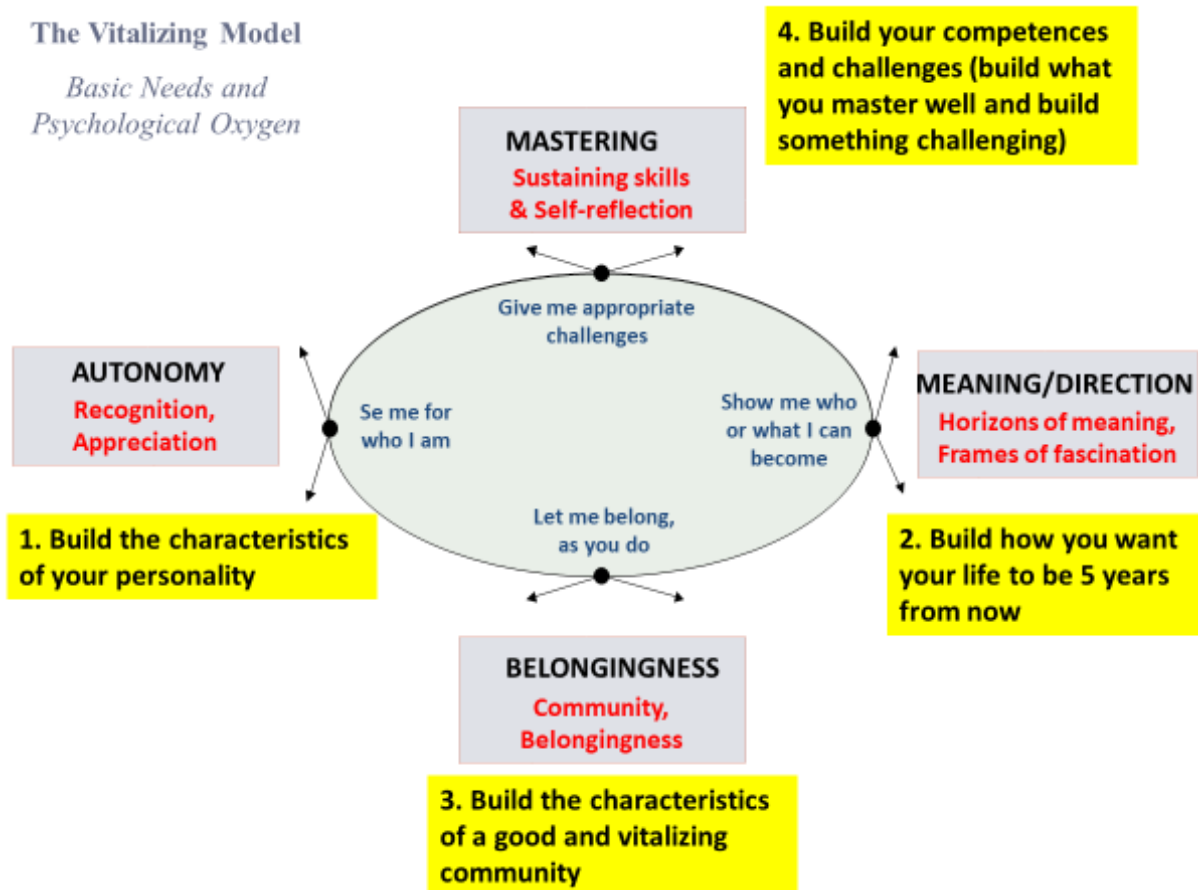 The Vitalizing Model
Basic Needs and
Psychological Oxygen
4. Build your competences
and challenges (build what
you master well and build
something challenging)
MASTERING
Sustaining skills
& Self-reflection
Give me appropriate
challenges
AUTONOMY
Recognition,
Appreciation
Se me for
who I am
Show me who
or what I can
become
MEANING/DIRECTION
Horizons of meaning,
Frames of fascination
1. Build the characteristics
of your personality
Let me belong,
as you do
2. Build how you want
your life to be 5 years
from now
BELONGINGNESS
Community,
Belongingness
3. Build the characteristics
of a good and vitalizing
community